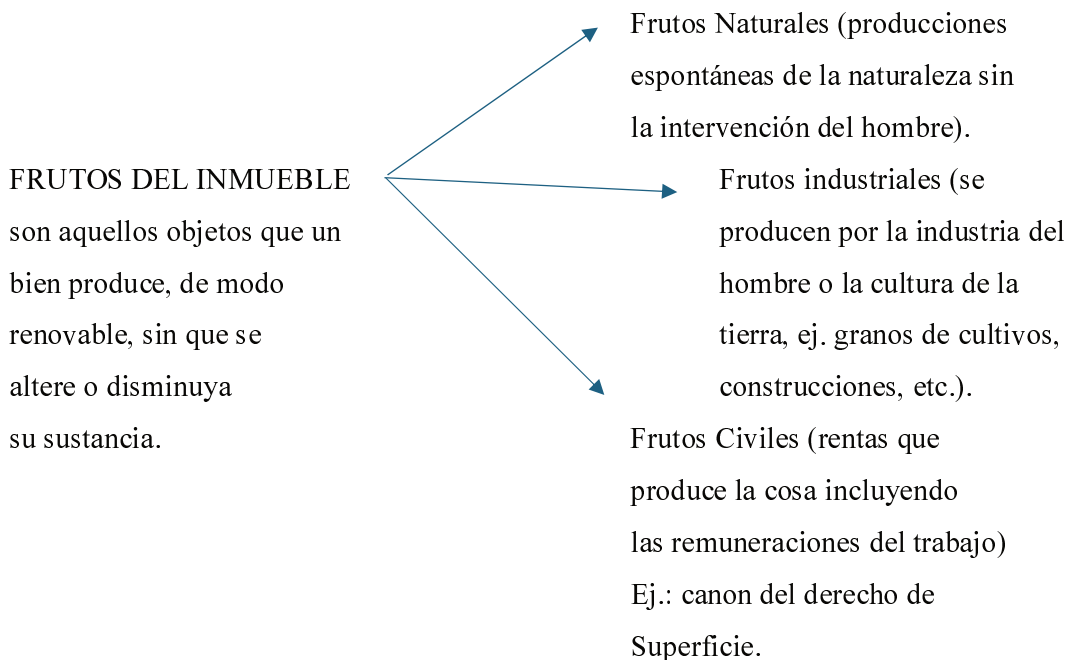 FRUTOS DEL INMUEBLE
son aquellos objetos que un
bien produce, de modo
renovable, sin que se
altere o disminuya
su sustancia.
Frutos Naturales (producciones
espontáneas de la naturaleza sin
la intervención del hombre).
Frutos industriales (se
producen por la industria del
hombre o la cultura de la
tierra, ej. granos de cultivos,
construcciones, etc.).
Frutos Civiles (rentas que
produce la cosa incluyendo
las remuneraciones del trabajo)
Ej.: canon del derecho de
Superficie.